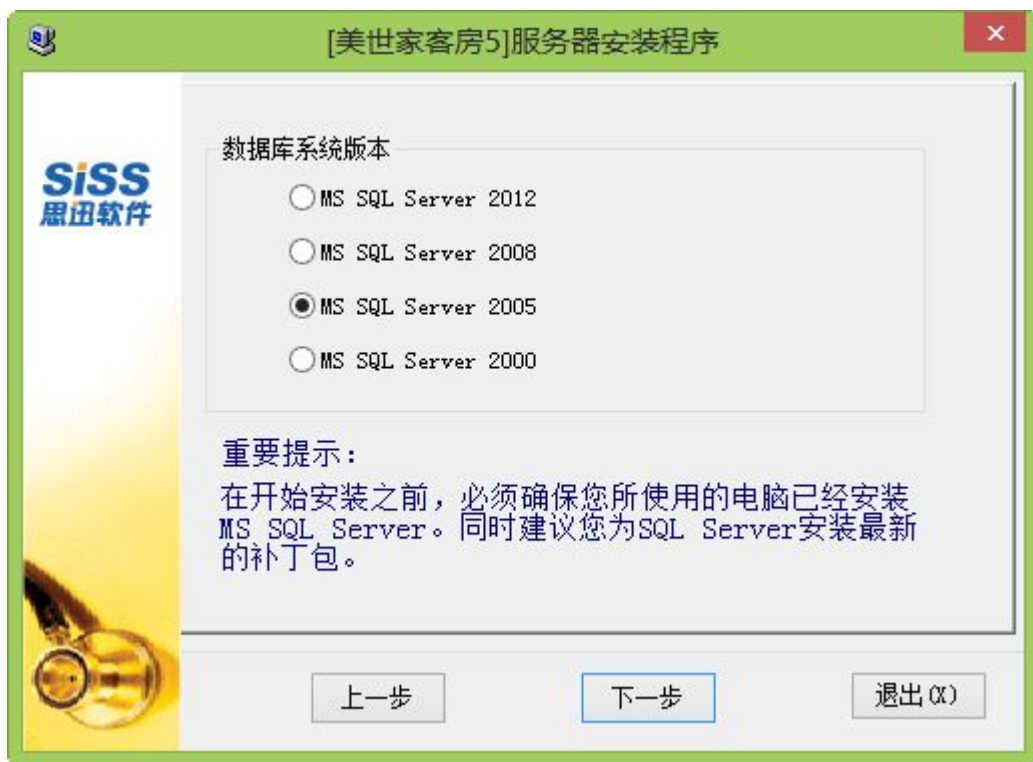 [美世家客房5]服务器安装程序
SiSS
思迅软件
数据库系统版本
MS SQL Server 2012
MS SQL Server 2008
MS SQL Server 2005
MS SQL Server 2000
重要提示：
在开始安装之前，必须确保您所使用的电脑已经安装
MS SQL Server。同时建议您为SQL Server安装最新
的补丁包。
上一步
下一步
退出(X)